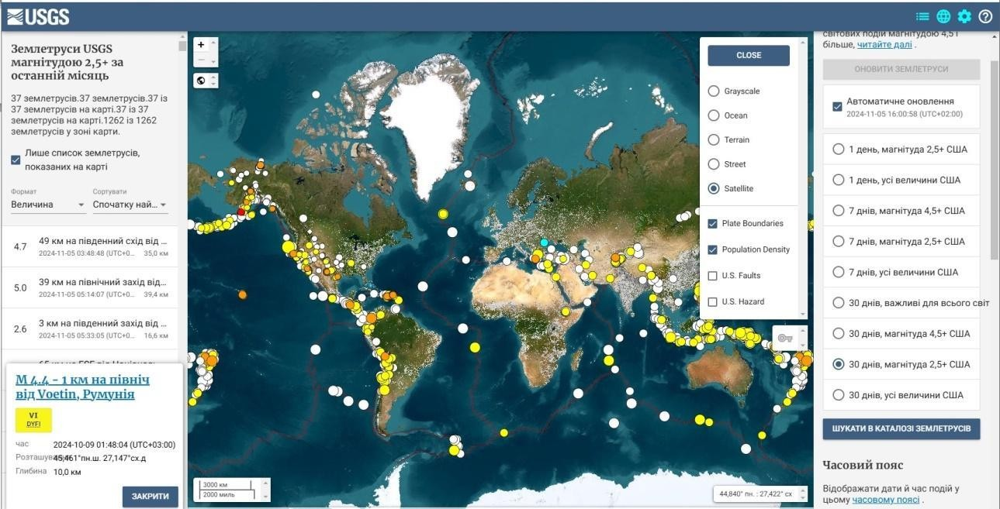 USGS
Землетруси USGS
магнітудою 2,5+ за
останній місяць
37 землетрусів.37 землетрусів.37 із
37 землетрусів на карті.37 із 37
землетрусів на карті.1262 із 1262
землетрусів у зоні карти.
Лише список землетрусів,
показаних на карті
Формат
Сортувати
Величина
Спочатку най...
4.7
49 км на південний схід від ...
2024-11-05 03:48:48 (UTC+0...
35,0 км
5.0
39 км на північний захід від...
2024-11-05 05:14:07 (UTC+0...
39,4 км
2.6
3 км на південний захід від ...
2024-11-05 05:33:05 (UTC+0...
16,6 км
M 4.4 - 1 км на північ
від Voetin, Румунія
VI
DYFI
час
2024-10-09 01:48:04 (UTC+03:00)
45,461°пн.ш. 27,147°сх.д
Глибина
10,0 км
ЗАКРИТИ
+
−
3000 км
2000 миль
CLOSE
Grayscale
Ocean
Terrain
Street
Satellite
Plate Boundaries
Population Density
U.S. Faults
U.S. Hazard
44,840° пн. : 27,422° сх
світових подій магнітудою 4,5 і
більше, читайте далі .
ОНОВИТИ ЗЕМЛЕТРУСИ
Автоматичне оновлення
2024-11-05 16:00:58 (UTC+02:00)
1 день, магнітуда 2,5+ США
1 день, усі величини США
7 днів, магнітуда 4,5+ США
7 днів, магнітуда 2,5+ США
7 днів, усі величини США
30 днів, важливі для всього світ
30 днів, магнітуда 4,5+ США
30 днів, магнітуда 2,5+ США
30 днів, усі величини США
ШУКАТИ В КАТАЛОЗІ ЗЕМЛЕТРУСІВ
Часовий пояс
Відображати дати й час подій у
цьому часовому поясі .